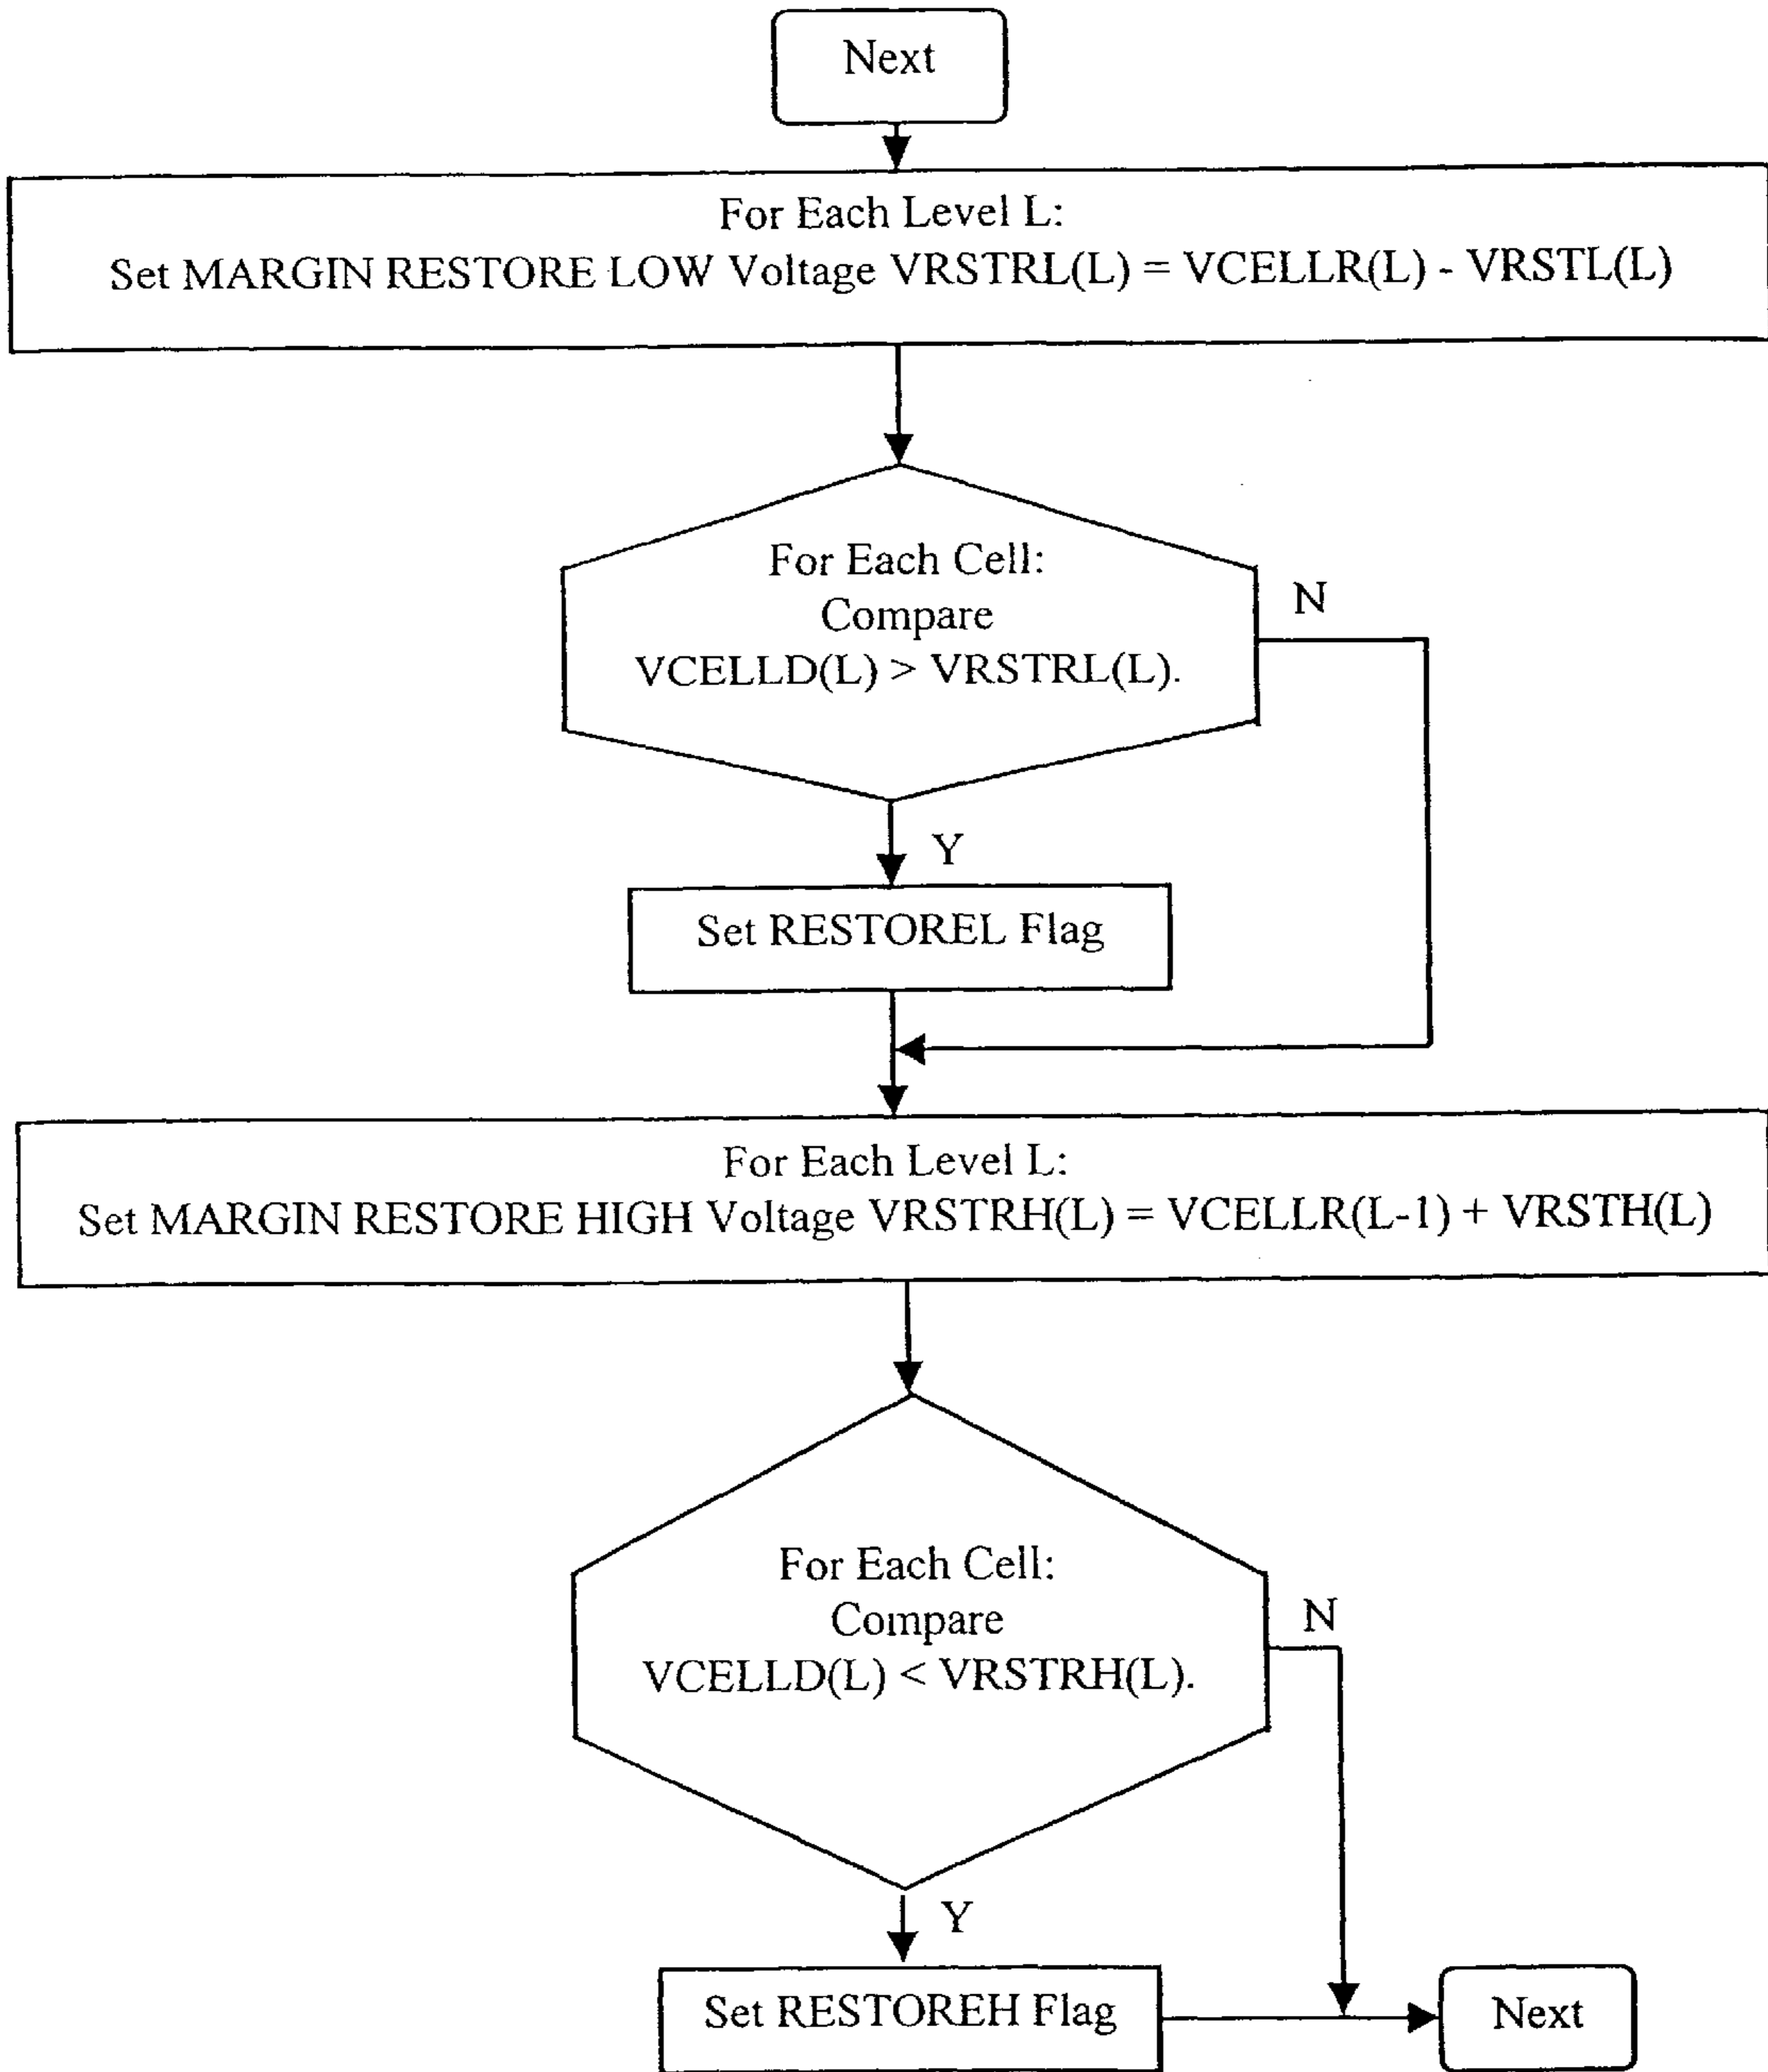 Next
For Each Level L:
Set MARGIN RESTORE LOW Voltage VRSTRL(L) = VCELLR(L) - VRSTL(L)
For Each Cell:
Compare
VCELLD(L) > VRSTRL(L).
N
Y
Set RESTOREL Flag
For Each Level L:
Set MARGIN RESTORE HIGH Voltage VRSTRH(L) = VCELLR(L-1) + VRSTH(L)
For Each Cell:
Compare
VCELLD(L) < VRSTRH(L).
N
Y
Set RESTOREH Flag
Next